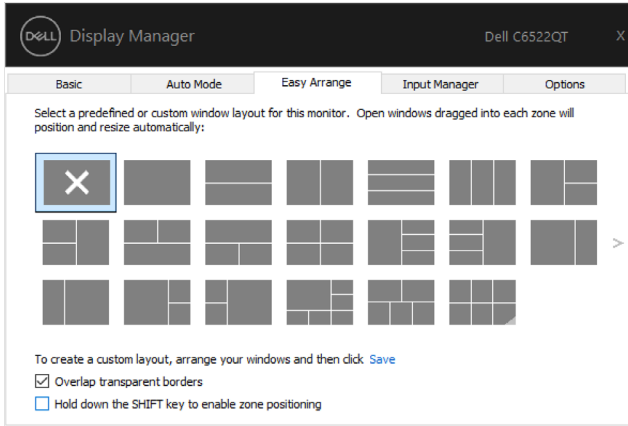 DELL Display Manager Dell C6522QT X
Basic Auto Mode Easy Arrange Input Manager Options
Select a predefined or custom window layout for this monitor. Open windows dragged into each zone will
position and resize automatically:
>
To create a custom layout, arrange your windows and then click Save
Overlap transparent borders
Hold down the SHIFT key to enable zone positioning